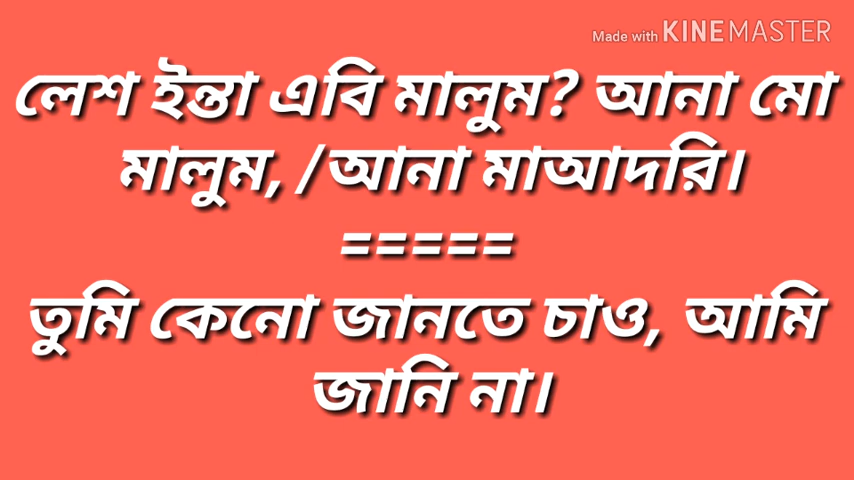 Made with KINEMASTER
লেশ ইন্তা এবি মালুম? আনা মো
মালুম, /আনা মাআদরি।
=====
তুমি কেনো জানতে চাও, আমি
জানি না।